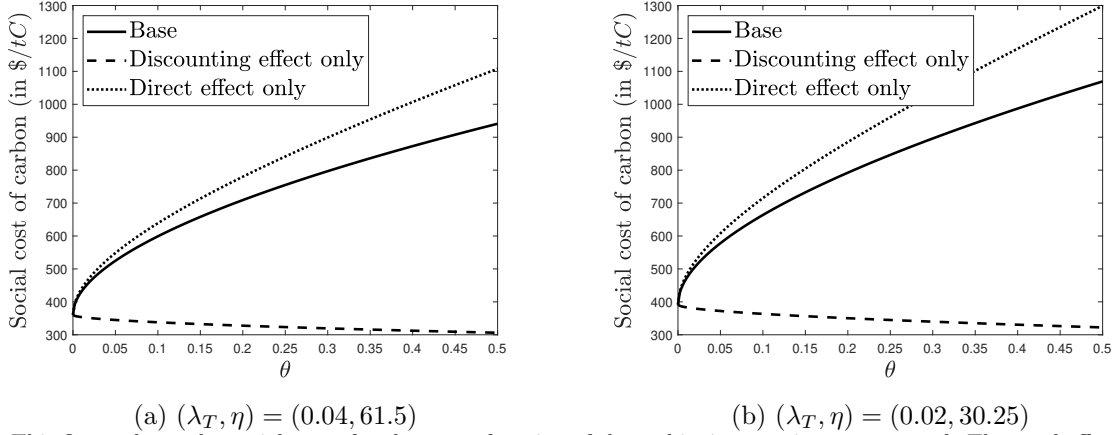 1300
1200
1100
1000
900
800
700
600
500
400
300
Social cost of carbon (in $/tC)
Base
Discounting effect only
Direct effect only
0 0.05 0.1 0.15 0.2 0.25 0.3 0.35 0.4 0.45 0.5
θ
(a) (λ_T, η) = (0.04, 61.5)
1300
1200
1100
1000
900
800
700
600
500
400
300
Social cost of carbon (in $/tC)
Base
Discounting effect only
Direct effect only
0 0.05 0.1 0.15 0.2 0.25 0.3 0.35 0.4 0.45 0.5
θ
(b) (λ_T, η) = (0.02, 30.25)